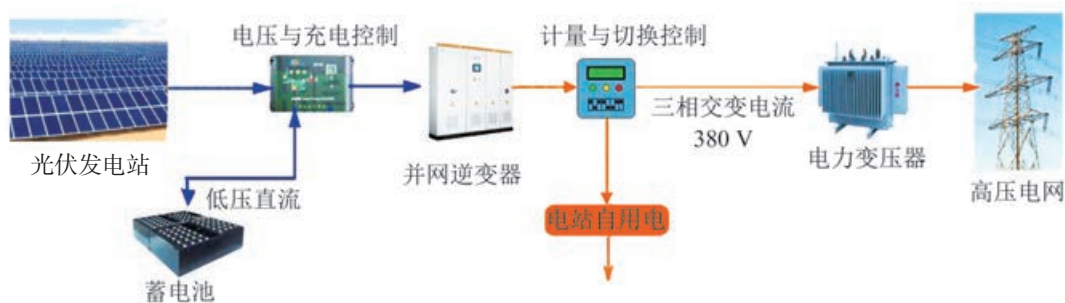 电压与充电控制
计量与切换控制
三相交变电流
380 V
光伏发电站
并网逆变器
电力变压器
高压电网
低压直流
电站自用电
蓄电池